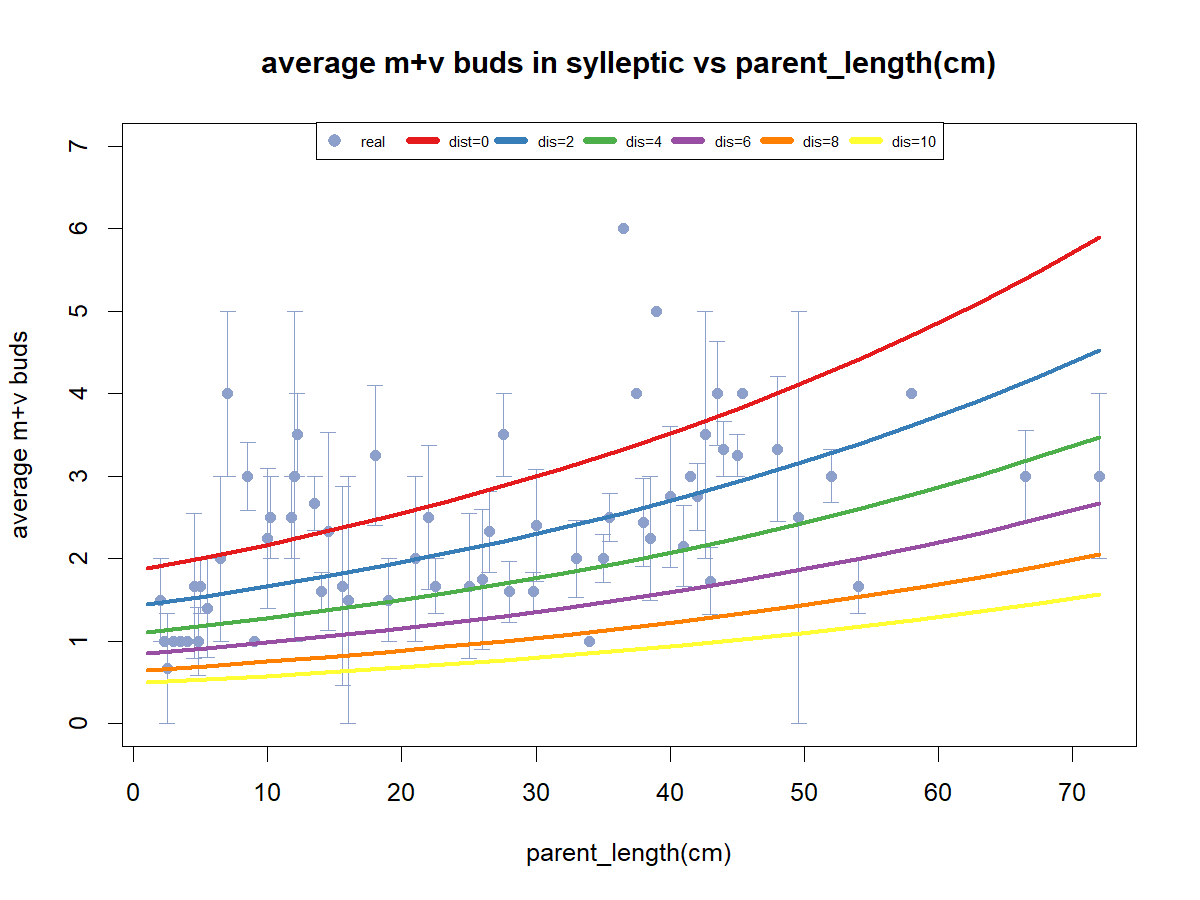 average m+v buds in sylleptic vs parent_length(cm)
real dist=0 dis=2 dis=4 dis=6 dis=8 dis=10
average m+v buds
7
6
5
4
3
2
1
0
0 10 20 30 40 50 60 70
parent_length(cm)